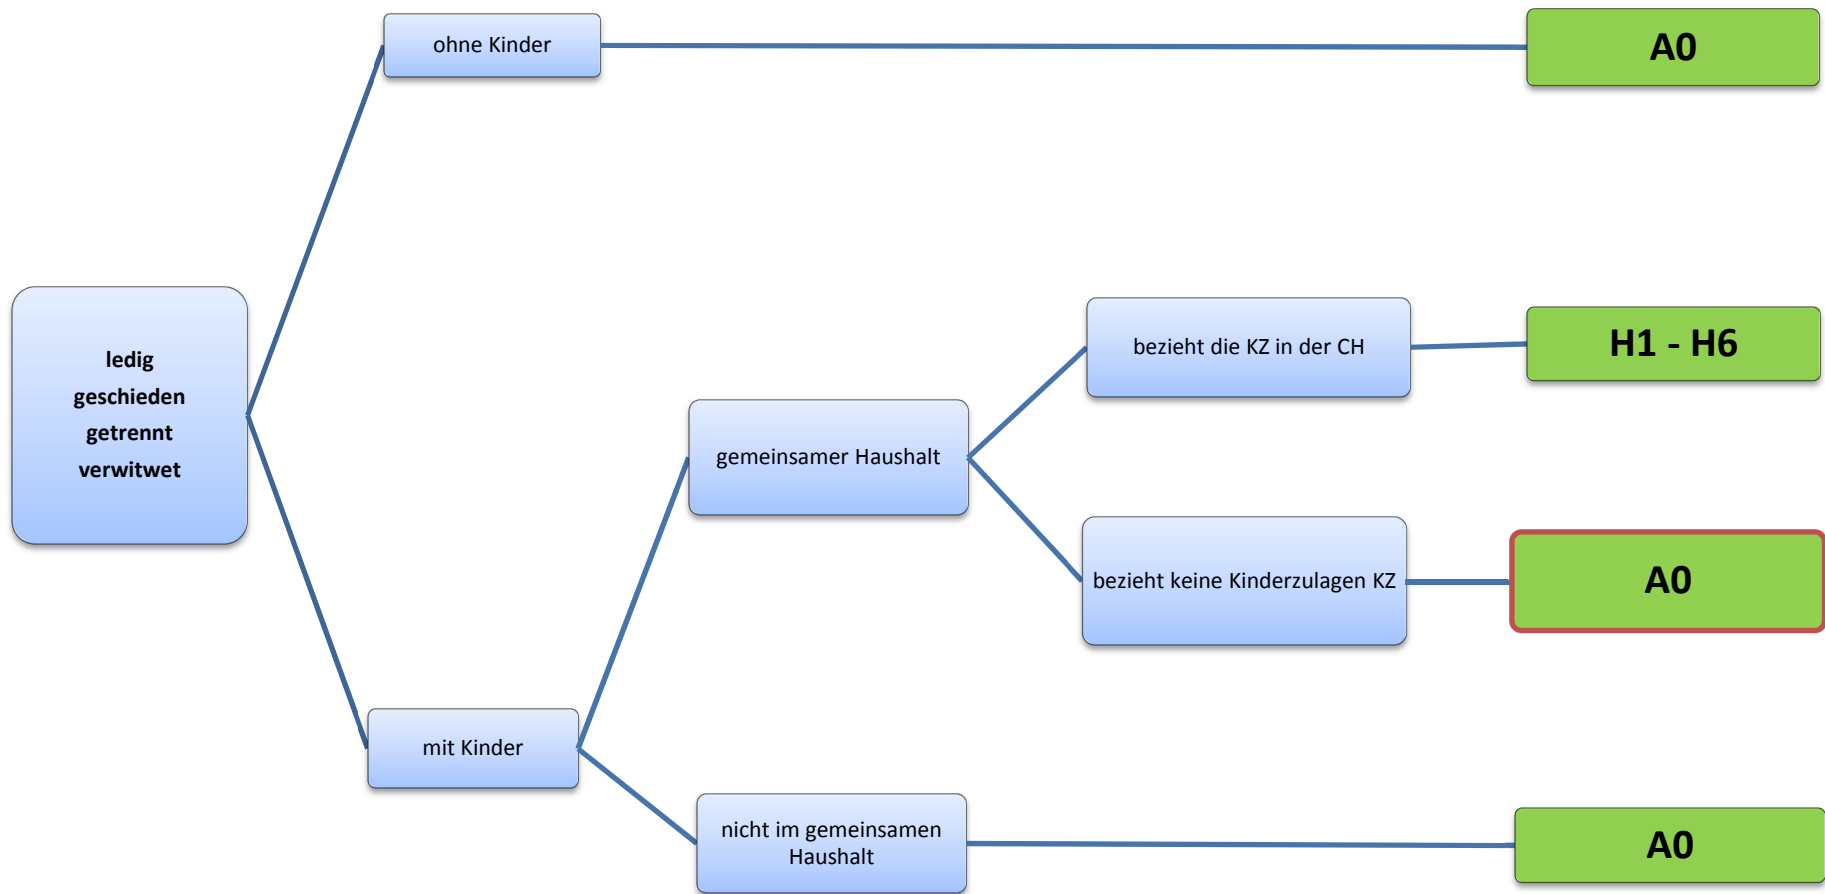 ohne Kinder
A0
ledig
geschieden
getrennt
verwitwet
bezieht die KZ in der CH
H1 - H6
gemeinsamer Haushalt
bezieht keine Kinderzulagen KZ
A0
mit Kinder
nicht im gemeinsamen
Haushalt
A0